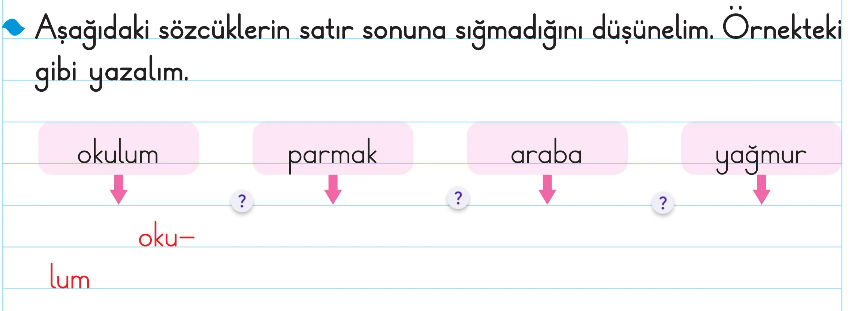 Aşağıdaki sözcüklerin satır sonuna sığmadığını düşünelim. Örnekteki
gibi yazalım.
okulum parmak araba yağmur
? ? ?
oku-
lum